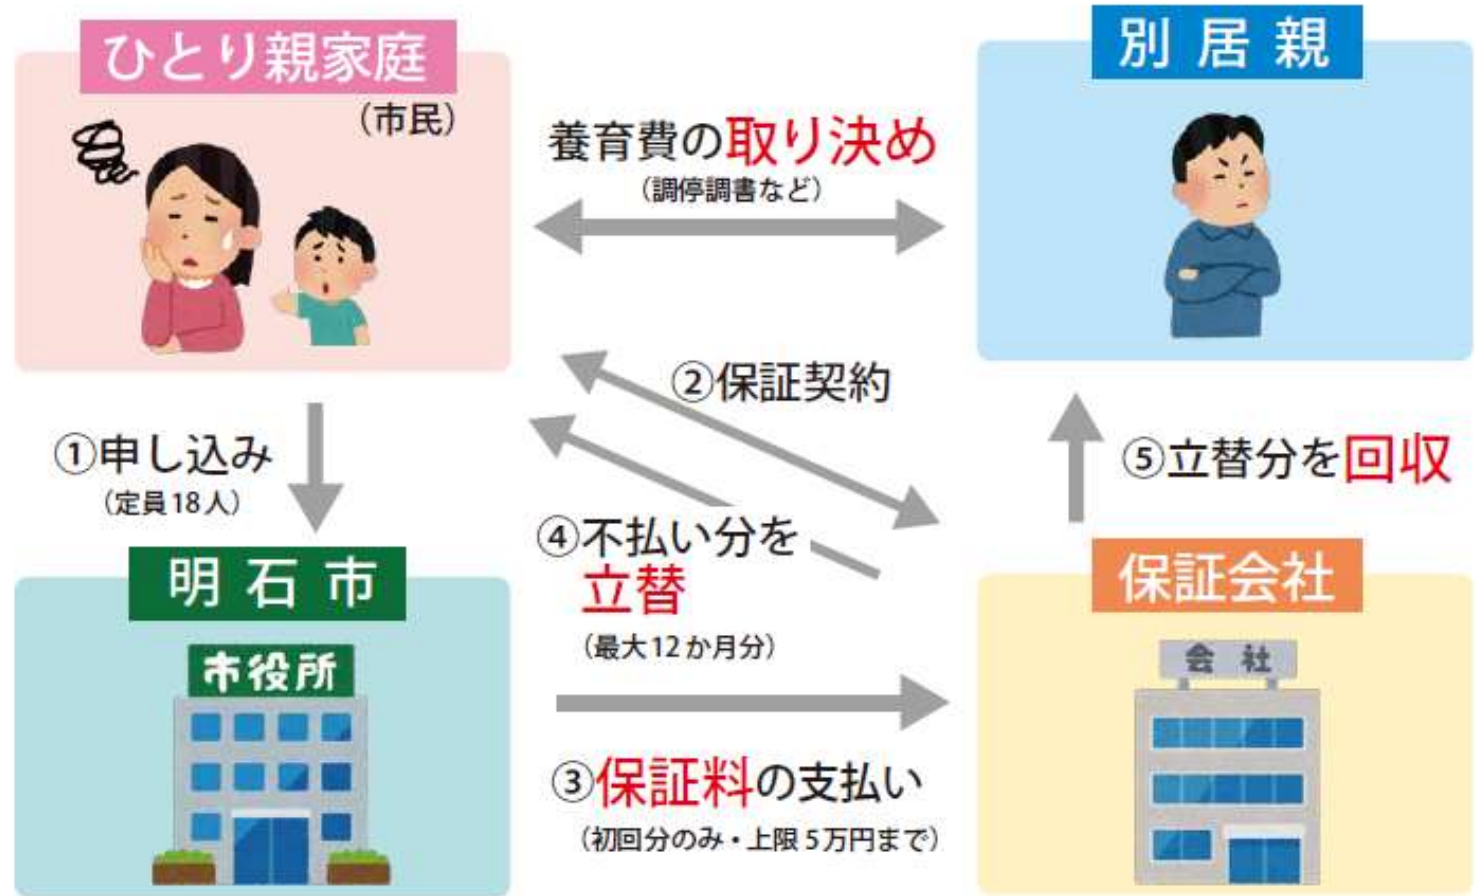 ひとり親家庭
（市民）
養育費の取り決め
（調停調書など）
別居親
①申し込み
（定員18人）
②保証契約
④不払い分を
立替
（最大12か月分）
⑤立替分を回収
明石市
市役所
③保証料の支払い
（初回分のみ・上限5万円まで）
保証会社
会社